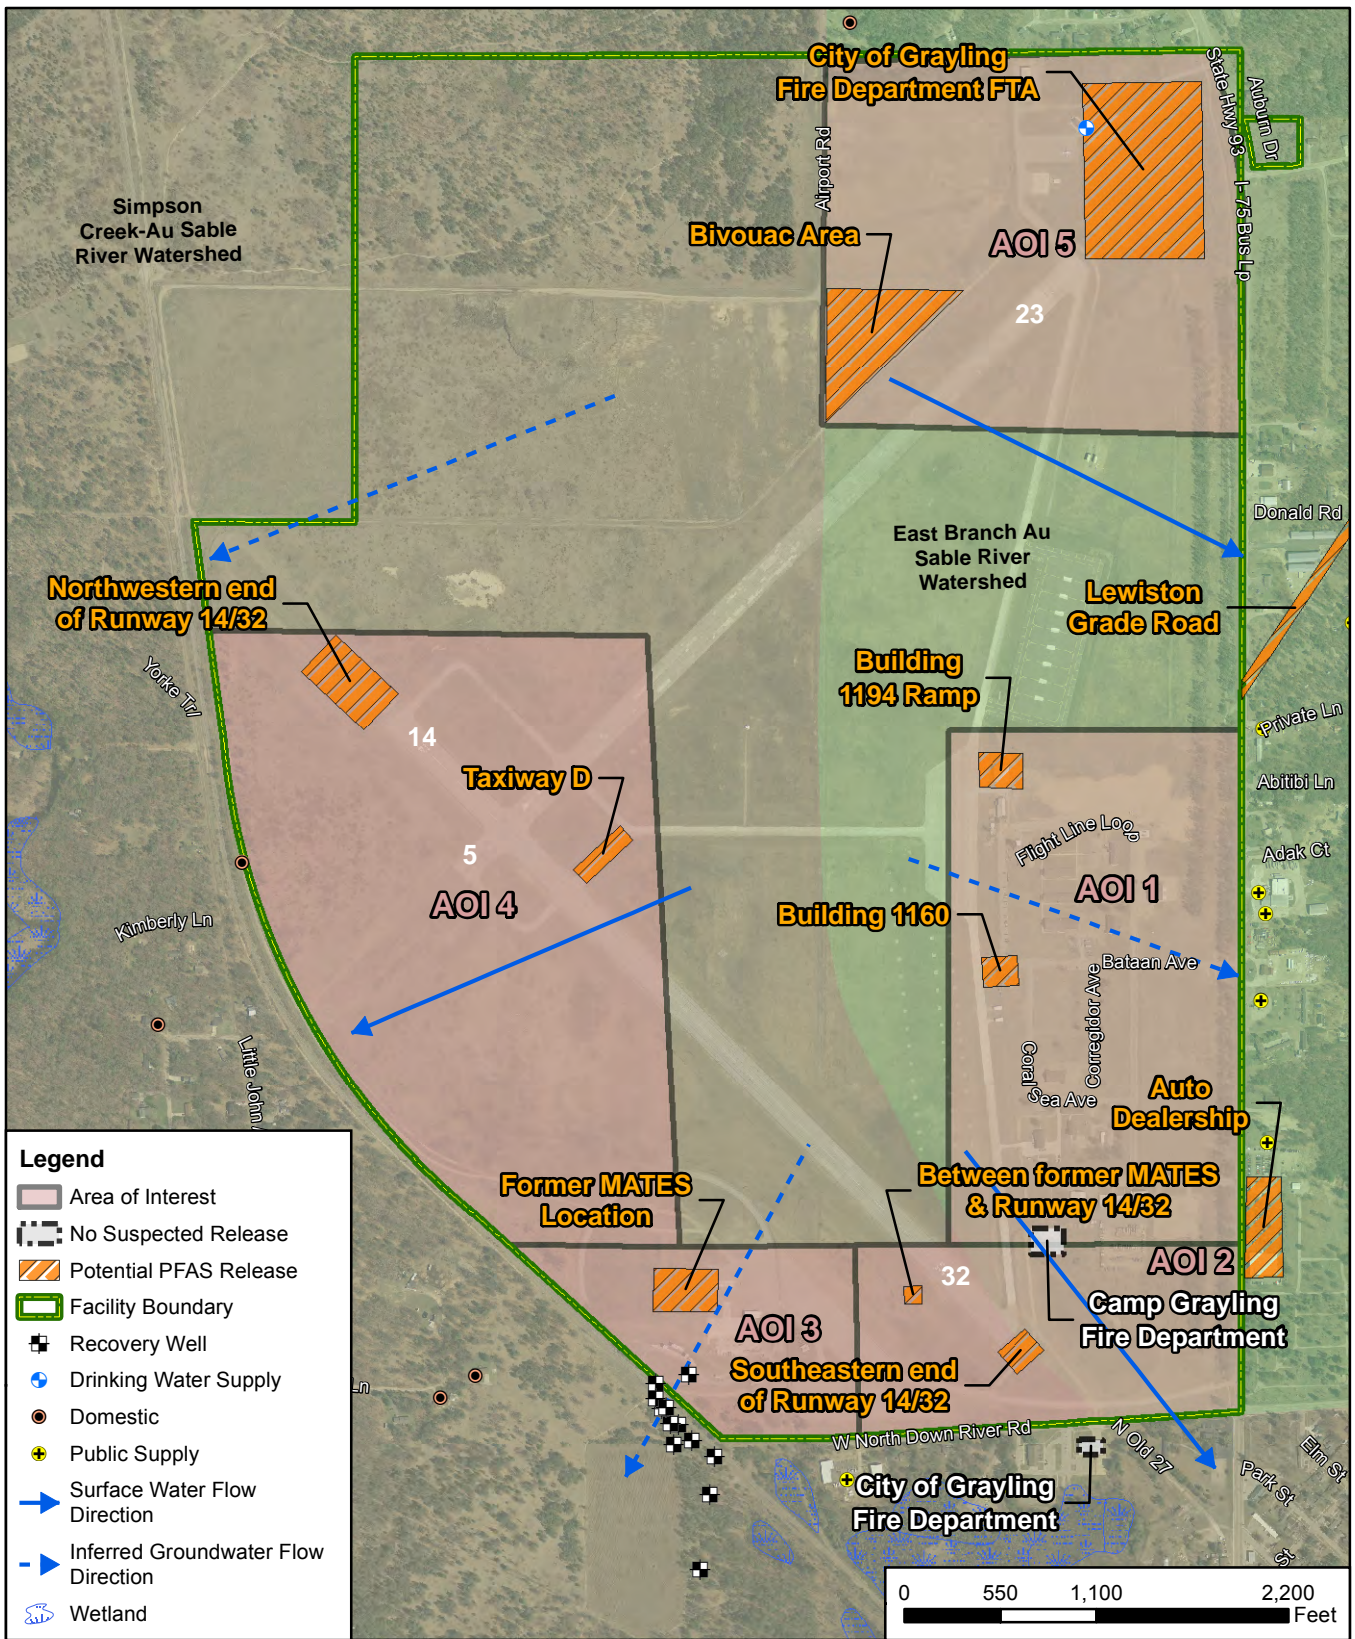 City of Grayling
Fire Department FTA
State Hwy 93
Auburn Dr
Airport Rd
I-75 Bus Lp
Simpson
Creek-Au Sable
River Watershed
Bivouac Area
AOI 5
23
Donald Rd
East Branch Au
Sable River
Watershed
Northwestern end
of Runway 14/32
Lewiston
Grade Road
Yorke Trl
Building
1194 Ramp
Private Ln
14
Taxiway D
Abitibi Ln
Flight Line Loop
Adak Ct
5
AOI 4
AOI 1
Kimberly Ln
Building 1160
Bataan Ave
Corregidor Ave
Coral
Sea Ave
Little John
Auto
Dealership
Former MATES
Location
Between former MATES
& Runway 14/32
AOI 2
32
Camp Grayling
Fire Department
AOI 3
Southeastern end
of Runway 14/32
Ln
W North Down River Rd
N Old 27
Elm St
Park St
City of Grayling
Fire Department
St
Legend
Area of Interest
No Suspected Release
Potential PFAS Release
Facility Boundary
Recovery Well
Drinking Water Supply
Domestic
Public Supply
Surface Water Flow
Direction
Inferred Groundwater Flow
Direction
Wetland
0 550 1,100 2,200
Feet